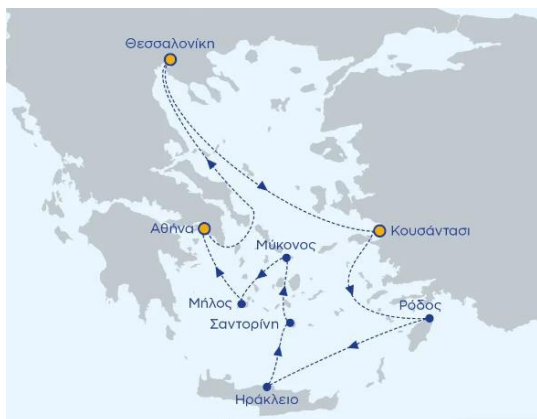 Θεσσαλονίκη
Αθήνα
Κουσάντασι
Μύκονος
Μήλος
Ρόδος
Σαντορίνη
Ηράκλειο